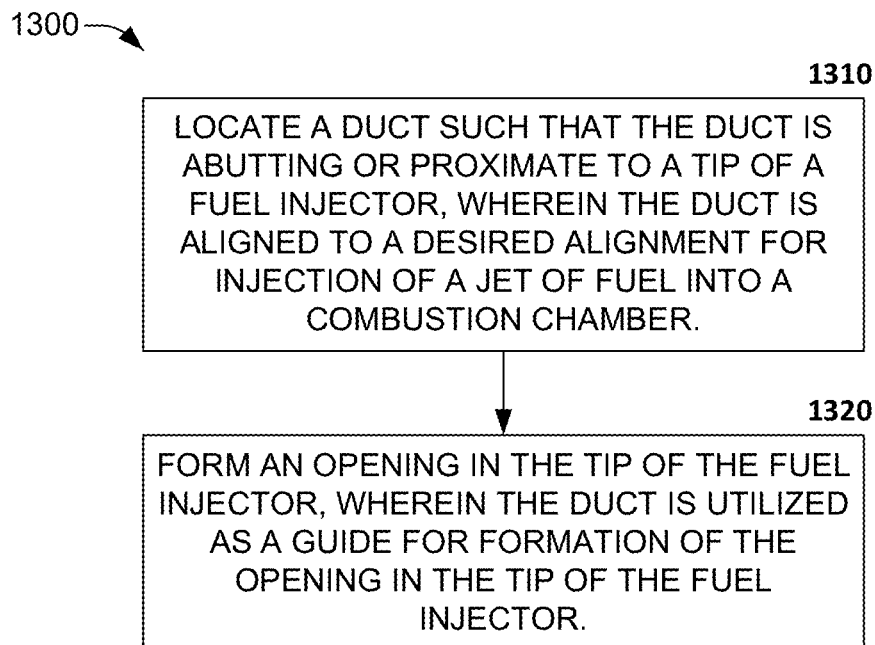 1300
1310
LOCATE A DUCT SUCH THAT THE DUCT IS
ABUTTING OR PROXIMATE TO A TIP OF A
FUEL INJECTOR, WHEREIN THE DUCT IS
ALIGNED TO A DESIRED ALIGNMENT FOR
INJECTION OF A JET OF FUEL INTO A
COMBUSTION CHAMBER.
1320
FORM AN OPENING IN THE TIP OF THE FUEL
INJECTOR, WHEREIN THE DUCT IS UTILIZED
AS A GUIDE FOR FORMATION OF THE
OPENING IN THE TIP OF THE FUEL
INJECTOR.